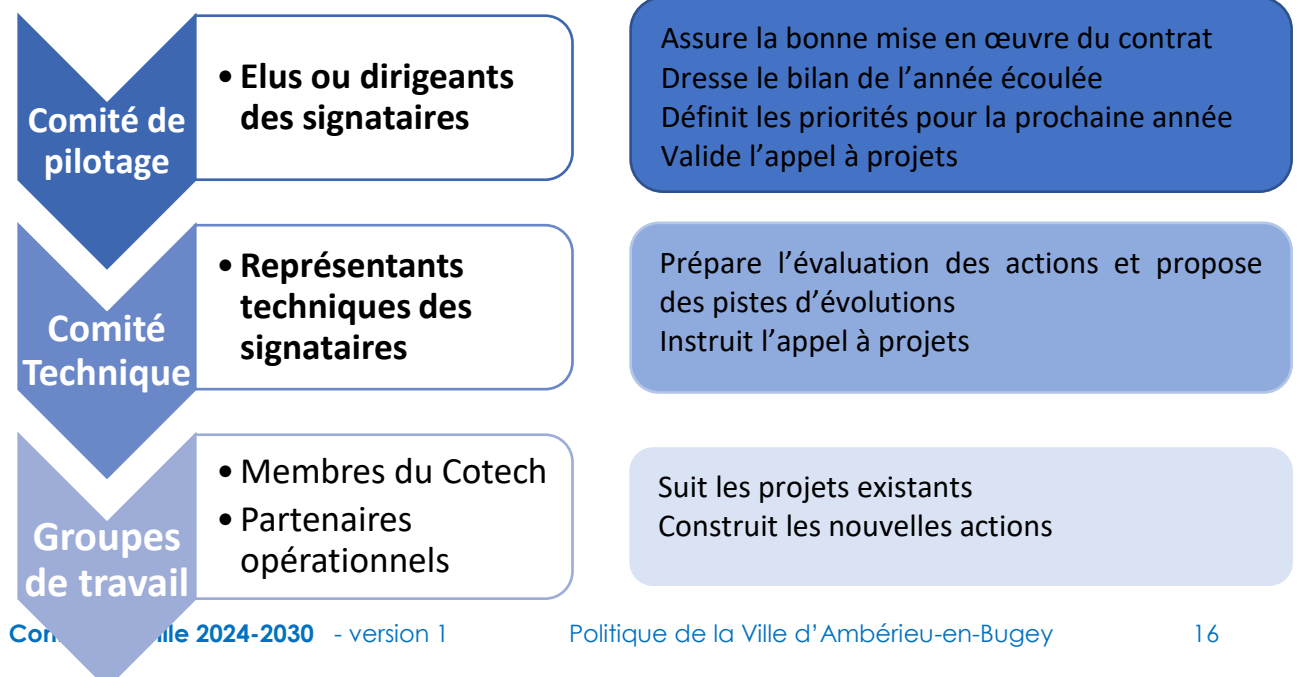 Comité de
pilotage
• Elus ou dirigeants
des signataires
Assure la bonne mise en œuvre du contrat
Dresse le bilan de l’année écoulée
Définit les priorités pour la prochaine année
Valide l’appel à projets
Comité
Technique
• Représentants
techniques des
signataires
Prépare l’évaluation des actions et propose
des pistes d’évolutions
Instruit l’appel à projets
Groupes
de travail
• Membres du Cotech
• Partenaires
opérationnels
Suit les projets existants
Construit les nouvelles actions
2024-2030 - version 1 Politique de la Ville d’Ambérieu-en-Bugey 16